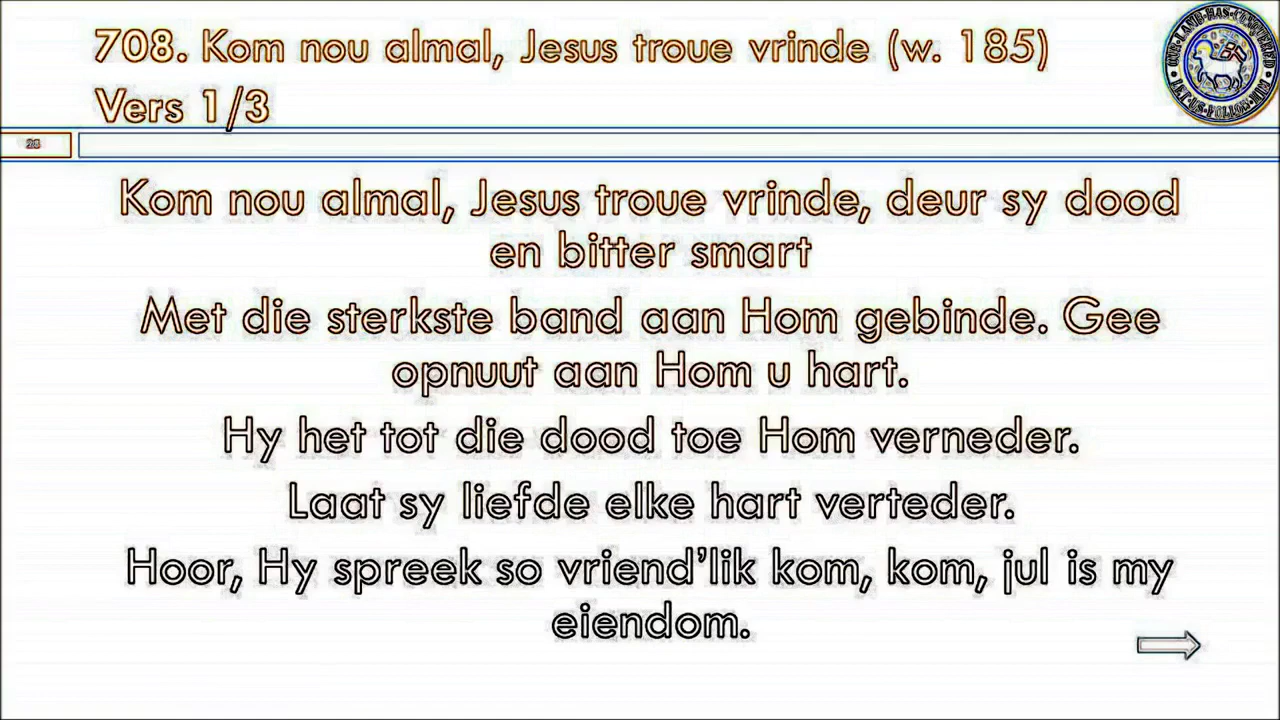 708. Kom nou almal, Jesus troue vrinde (w. 185)
Vers 1/3
Kom nou almal, Jesus troue vrinde, deur sy dood
en bitter smart
Met die sterkste band aan Hom gebinde. Gee
opnuut aan Hom u hart.
Hy het tot die dood toe Hom verneder.
Laat sy liefde elke hart verteder.
Hoor, Hy spreek so vriend’lik kom, kom, jul is my
eiendom.